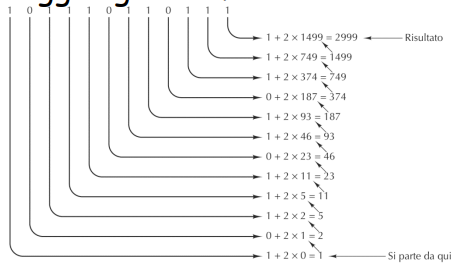 1 0 1 1 1 0 1 1 0 1 1 1
1 + 2 × 1499 = 2999 Risultato
1 + 2 × 749 = 1499
1 + 2 × 374 = 749
0 + 2 × 187 = 374
1 + 2 × 93 = 187
1 + 2 × 46 = 93
0 + 2 × 23 = 46
1 + 2 × 11 = 23
1 + 2 × 5 = 11
1 + 2 × 2 = 5
0 + 2 × 1 = 2
1 + 2 × 0 = 1 Si parte da qui